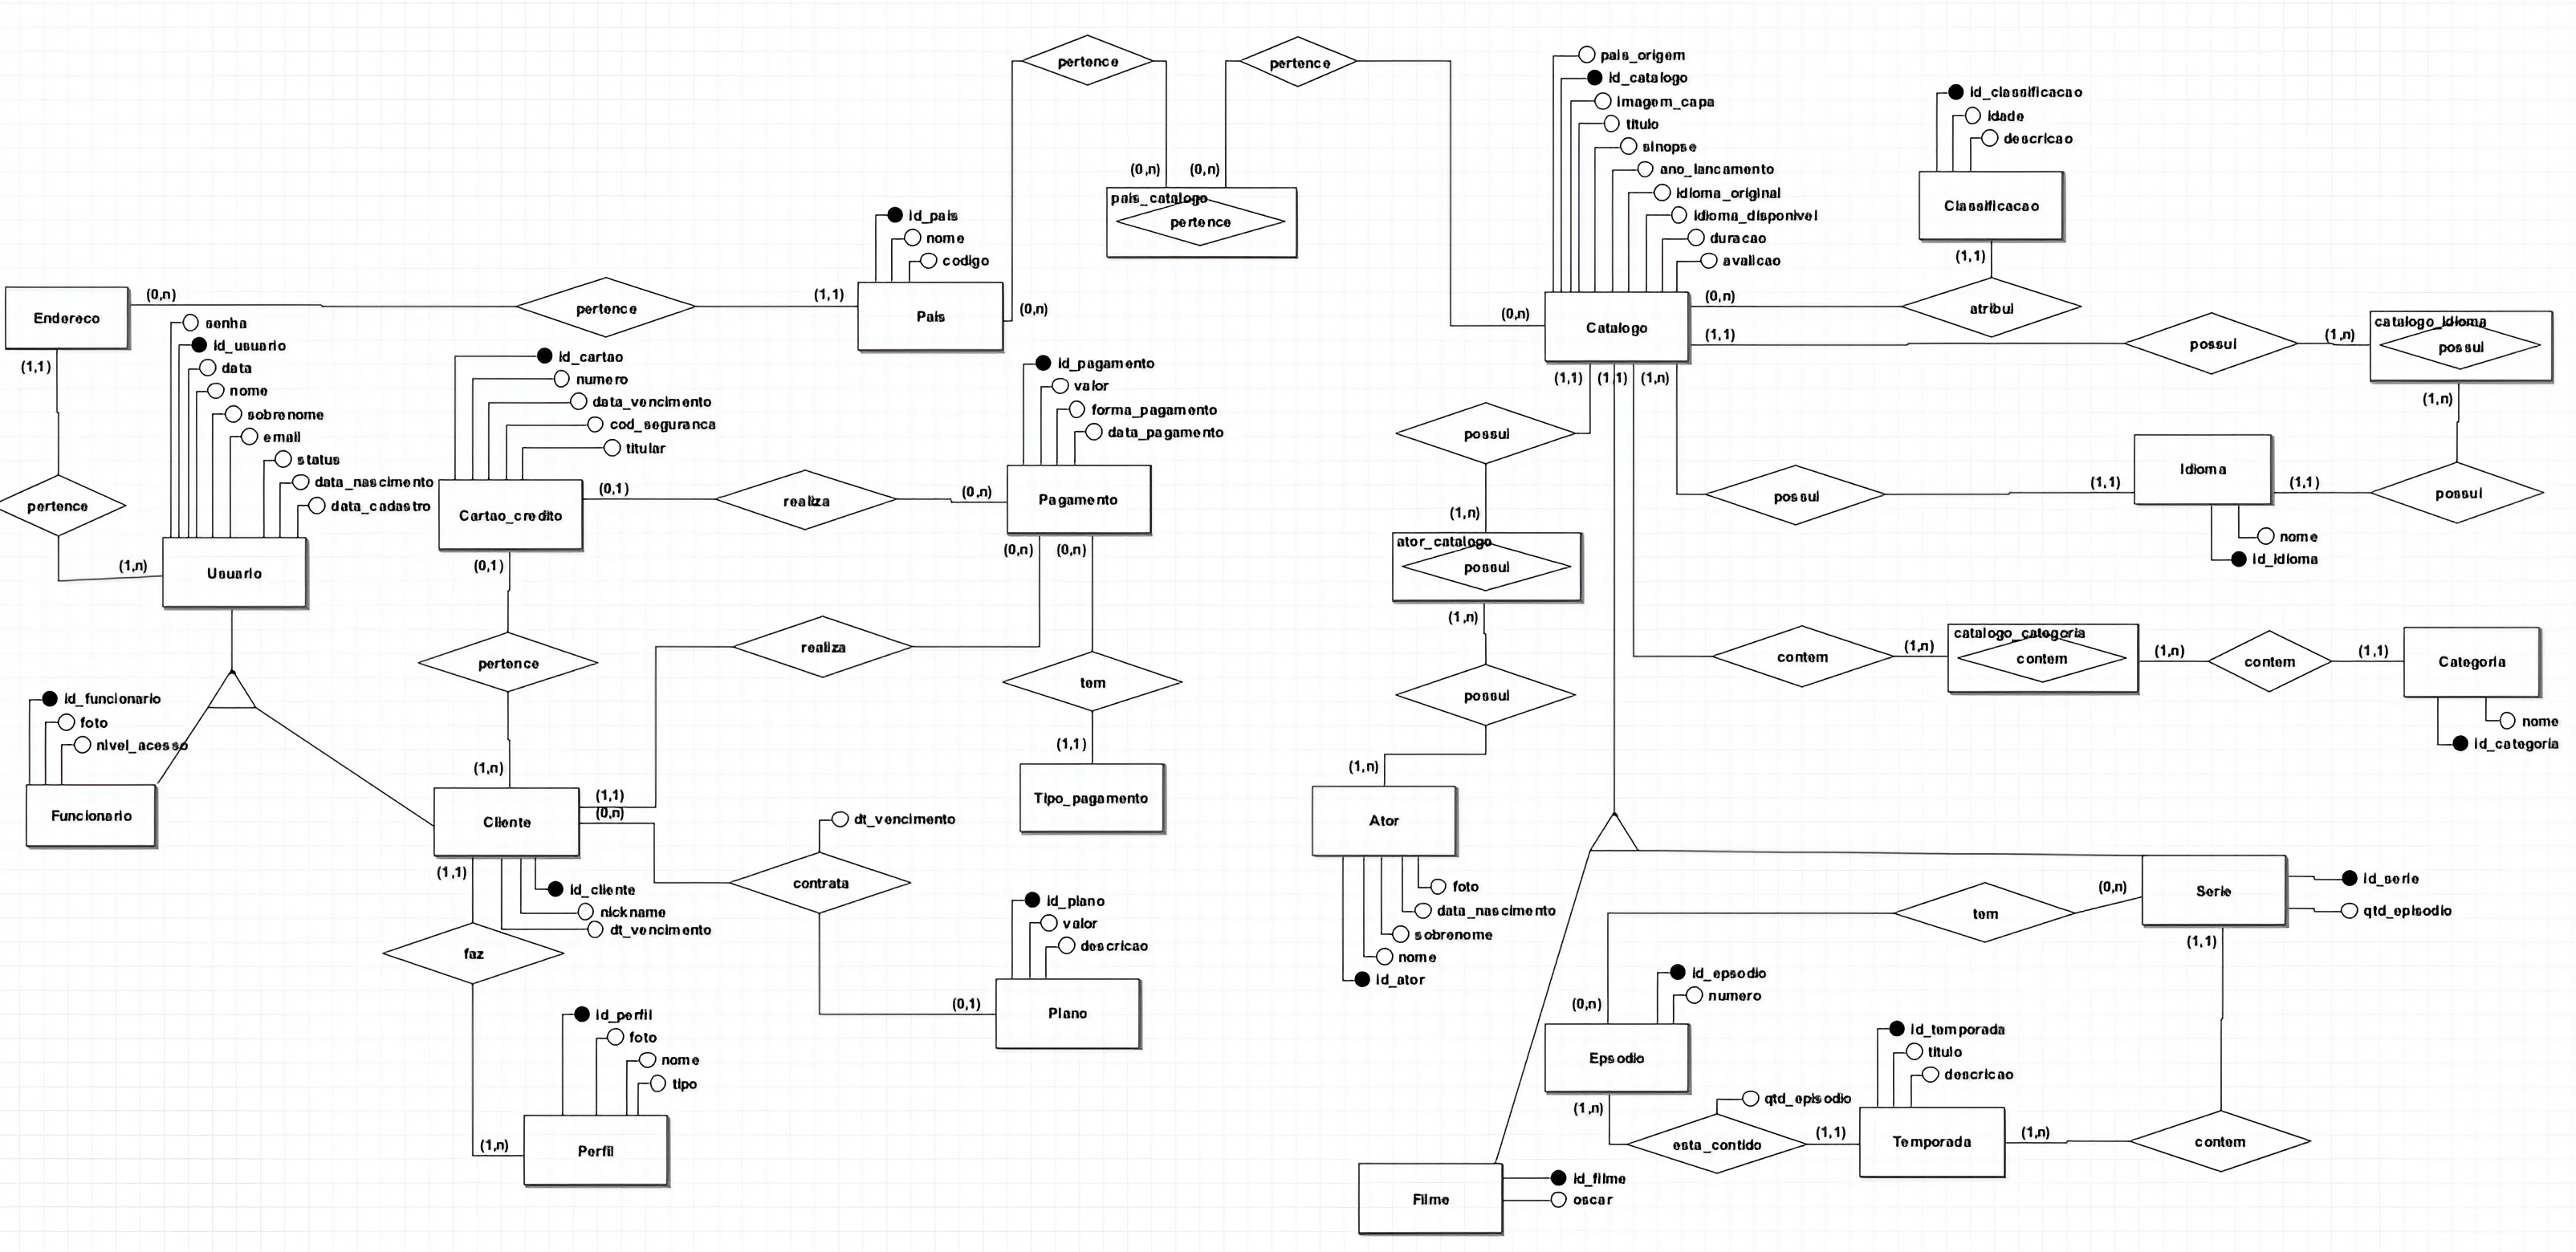 pertence
pertence
(0,n)
(0,n)
pais_catalogo
pertence
pais_origem
id_catalogo
imagem_capa
titulo
sinopse
ano_lancamento
idioma_original
idioma_disponivel
duracao
avalicao
id_classificacao
idade
descricao
Classificacao
(1,1)
id_pais
nome
codigo
Endereco
(0,n)
pertence
(1,1)
Pais
(0,n)
(0,n)
Catalogo
(0,n)
atribui
(1,1)
possui
(1,n)
catalogo_idioma
possui
(1,n)
(1,1)
senha
id_usuario
data
nome
sobrenome
email
status
data_nascimento
data_cadastro
pertence
(1,n)
Usuario
id_cartao
numero
data_vencimento
cod_seguranca
titular
Cartao_credito
(0,1)
realiza
(0,n)
id_pagamento
valor
forma_pagamento
data_pagamento
Pagamento
(0,n)
(0,n)
(1,1)
(1,1)
(1,n)
possui
(1,n)
ator_catalogo
possui
(1,n)
possui
(1,1)
Idioma
(1,1)
possui
nome
id_idioma
(0,1)
pertence
(1,n)
realiza
tem
(1,1)
Tipo_pagamento
possui
(1,n)
contem
(1,n)
catalogo_categoria
contem
(1,n)
contem
(1,1)
Categoria
nome
id_categoria
id_funcionario
foto
nivel_acesso
Funcionario
Cliente
(1,1)
(0,n)
(1,1)
id_cliente
nickname
dt_vencimento
faz
dt_vencimento
contrata
id_plano
valor
descricao
(0,1)
Plano
Ator
foto
data_nascimento
sobrenome
nome
id_ator
tem
(0,n)
Serie
id_serie
qtd_episodio
(1,1)
id_epsodio
numero
(0,n)
Epsodio
(1,n)
id_perfil
foto
nome
tipo
(1,n)
Perfil
qtd_episodio
esta_contido
(1,1)
id_temporada
titulo
descricao
Temporada
(1,n)
contem
Filme
id_filme
oscar